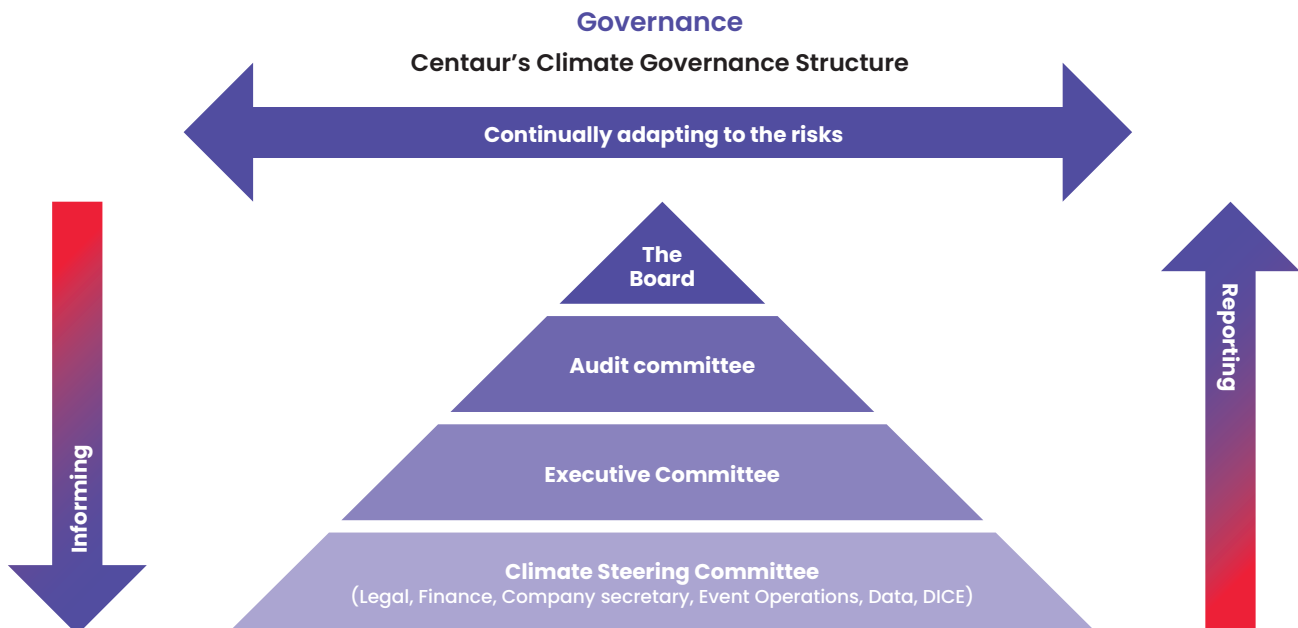 Governance
Centaur’s Climate Governance Structure
Continually adapting to the risks
The
Board
Audit committee
Executive Committee
Climate Steering Committee
(Legal, Finance, Company secretary, Event Operations, Data, DICE)
Informing
Reporting